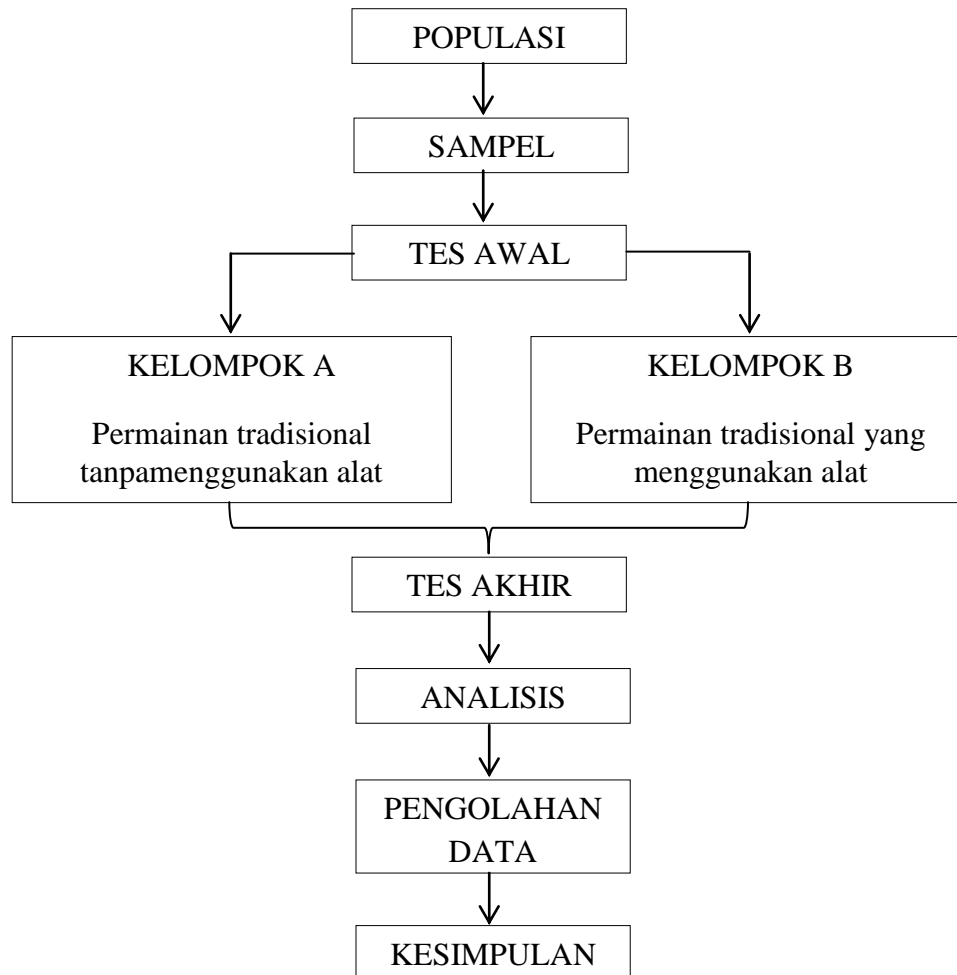 POPULASI
SAMPEL
TES AWAL
KELOMPOK A
Permainan tradisional
tanpamenggunakan alat
KELOMPOK B
Permainan tradisional yang
menggunakan alat
TES AKHIR
ANALISIS
PENGOLAHAN
DATA
KESIMPULAN